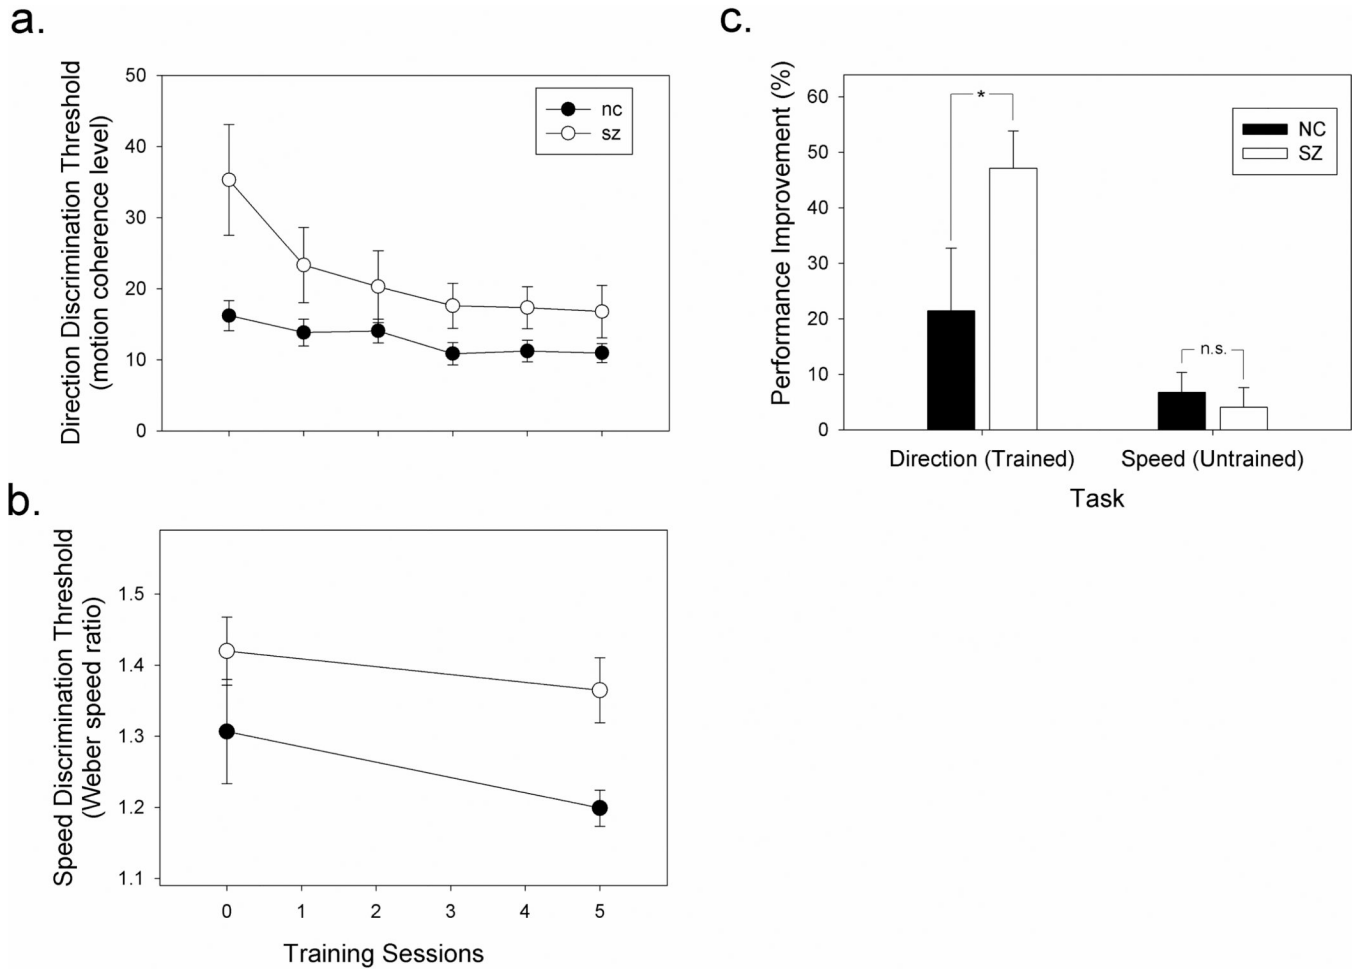 a.
Direction Discrimination Threshold
(motion coherence level)
50
40
30
20
10
0
nc
sz
b.
Speed Discrimination Threshold
(Weber speed ratio)
1.5
1.4
1.3
1.2
1.1
0 1 2 3 4 5
Training Sessions
c.
Performance Improvement (%)
60
50
40
30
20
10
0
*
n.s.
NC
SZ
Direction (Trained) Speed (Untrained)
Task